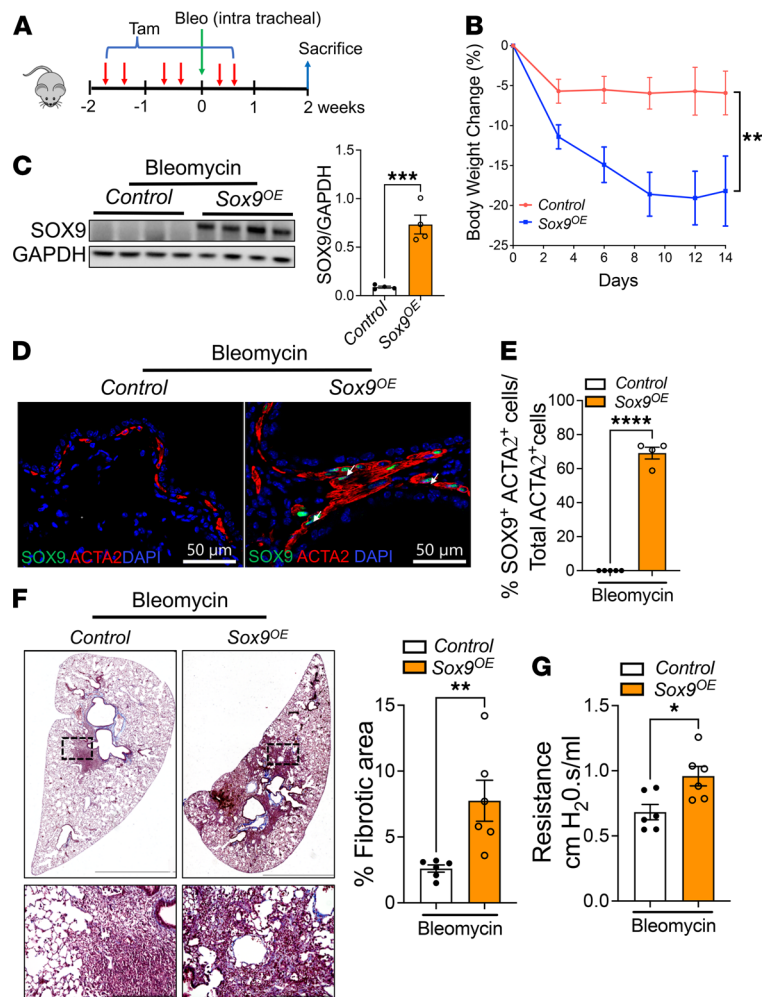 A
Bleo (intra tracheal)
Tam
Sacrifice
-2 -1 0 2 weeks
B
Body Weight Change (%)
0
-5
-10
-15
-20
-25
Control
Sox9OE
**
0 2 4 6 8 10 12 14
Days
C
Bleomycin
Control Sox9OE
SOX9
GAPDH
SOX9/GAPDH
1.5
1.0
0.5
0.0
***
Control
Sox9OE
D
Bleomycin
Control Sox9OE
SOX9 ACTA2 DAPI 50 µm
SOX9 ACTA2 DAPI 50 µm
E
Control
Sox9OE
% SOX9+ ACTA2+ cells/
Total ACTA2+cells
100
80
60
40
20
0
****
Bleomycin
F
Bleomycin
Control Sox9OE
Control
Sox9OE
% Fibrotic area
15
10
5
0
**
Bleomycin
G
Control
Sox9OE
Resistance
cm H20.s/ml
1.5
1.0
0.5
0.0
*
Bleomycin